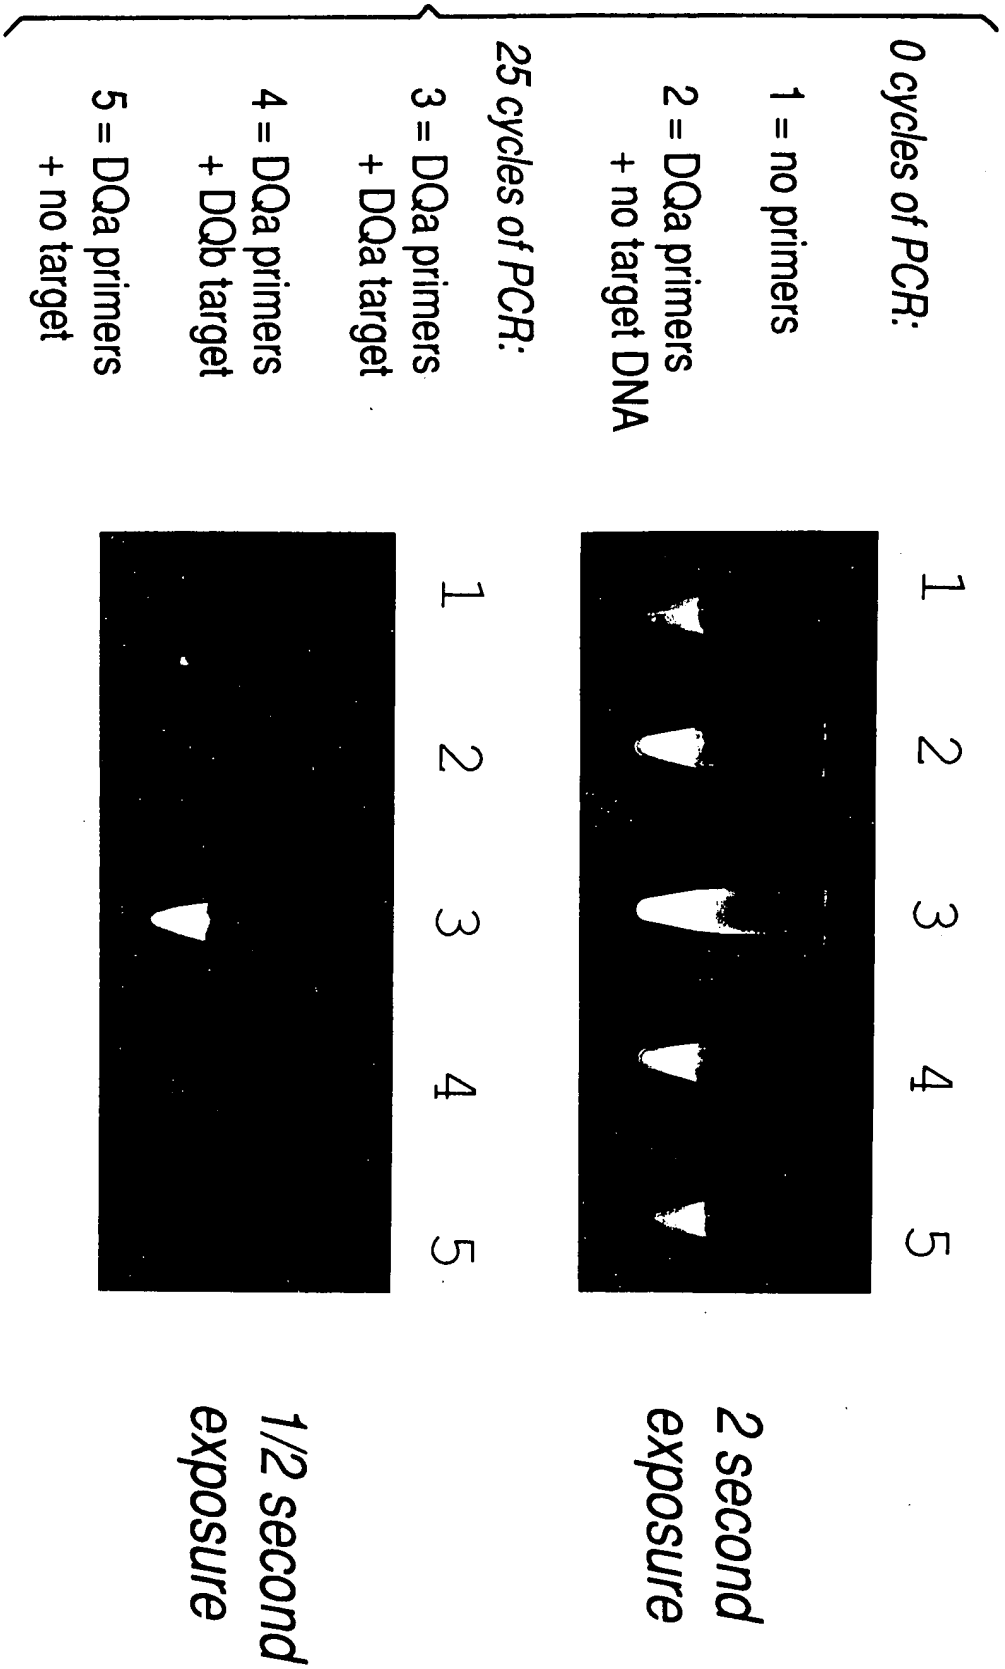 0 cycles of PCR:
1 = no primers
2 = DQa primers
+ no target DNA
25 cycles of PCR:
3 = DQa primers
+ DQa target
4 = DQa primers
+ DQb target
5 = DQa primers
+ no target
1 2 3 4 5
2 second
exposure
1 2 3 4 5
1/2 second
exposure